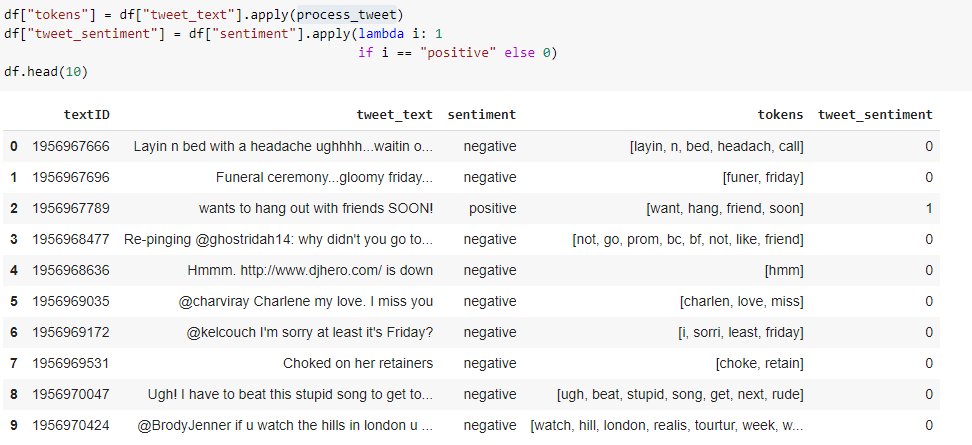 df["tokens"] = df["tweet_text"].apply(process_tweet)
df["tweet_sentiment"] = df["sentiment"].apply(lambda i: 1
if i == "positive" else 0)
df.head(10)
textID tweet_text sentiment tokens tweet_sentiment
0 1956967666 Layin n bed with a headache ughhhh...waitin o... negative [layin, n, bed, headach, call] 0
1 1956967696 Funeral ceremony...gloomy friday... negative [funer, friday] 0
2 1956967789 wants to hang out with friends SOON! positive [want, hang, friend, soon] 1
3 1956968477 Re-pinging @ghostridah14: why didn't you go to... negative [not, go, prom, bc, bf, not, like, friend] 0
4 1956968636 Hmmm. http://www.djhero.com/ is down negative [hmm] 0
5 1956969035 @charviray Charlene my love. I miss you negative [charlen, love, miss] 0
6 1956969172 @kelcouch I'm sorry at least it's Friday? negative [i, sorri, least, friday] 0
7 1956969531 Choked on her retainers negative [choke, retain] 0
8 1956970047 Ugh! I have to beat this stupid song to get to... negative [ugh, beat, stupid, song, get, next, rude] 0
9 1956970424 @BrodyJenner if u watch the hills in london u ... negative [watch, hill, london, realis, tourtur, week, w... 0